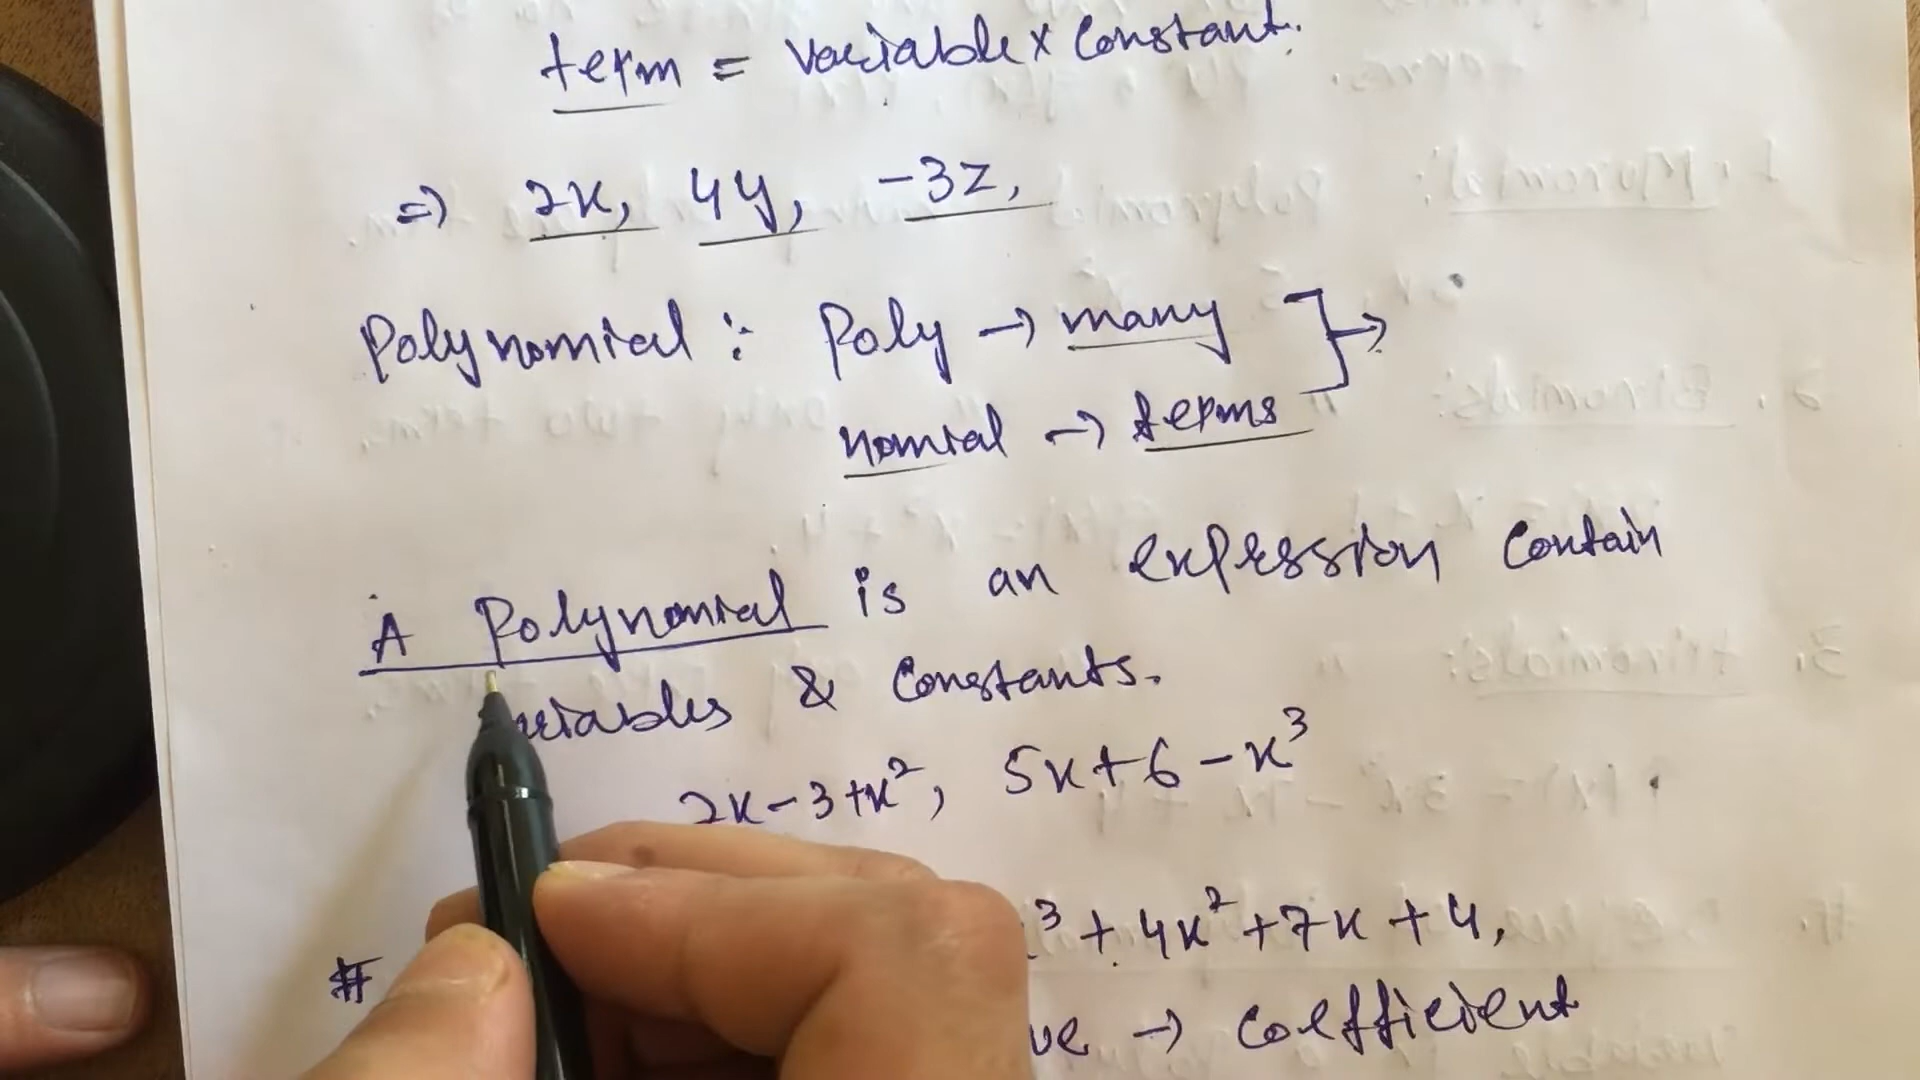 term = variable × Constant.
⇒ 2x, 4y, -3z,
Polynomial : Poly → many
nomial → terms
A Polynomial is an expression Contain
variables & Constants.
2x-3+x², 5x+6-x³
³ + 4x² + 7x + 4,
# → Coefficient